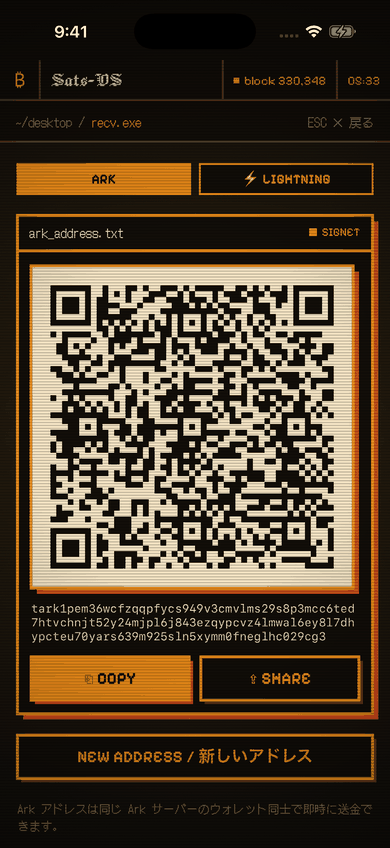 9:41
₿ Sats-OS ■ block 330,348 09:33
~/desktop / recv.exe ESC × 戻る
ARK ⚡ LIGHTNING
ark_address.txt ■ SIGNET
tark1pem36wcfzqqpfycs949v3cmvlms29s8p3mcc6ted
7htvchnjt52y24mjpl6j843ezqypcvz4lmwal6ey8l7dh
ypcteu70yars639m925sln5xymm0fneglhc029cg3
COPY ⇧ SHARE
NEW ADDRESS / 新しいアドレス
Ark アドレスは同じ Ark サーバーのウォレット同士で即時に送金で
きます。